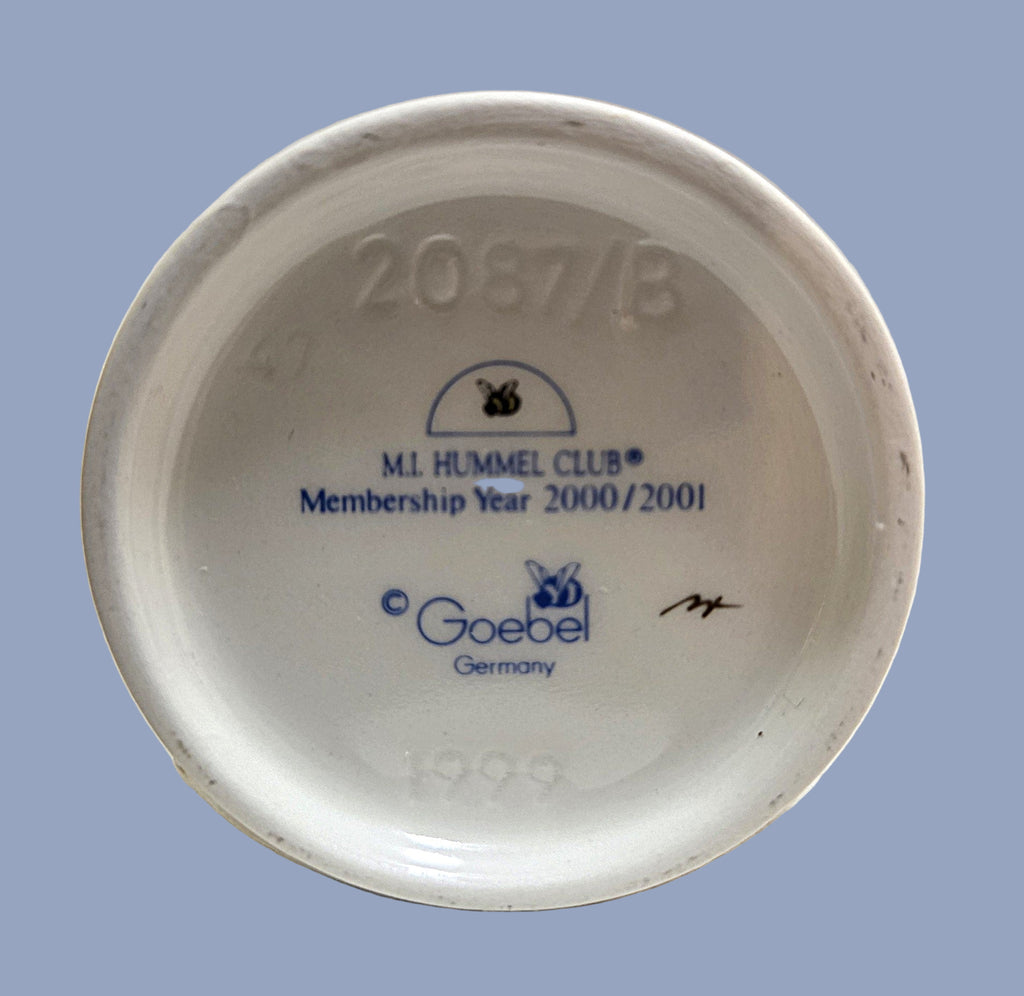 2087/B
M.I. HUMMEL CLUB®
Membership Year 2000/2001
© Goebel
Germany
1999